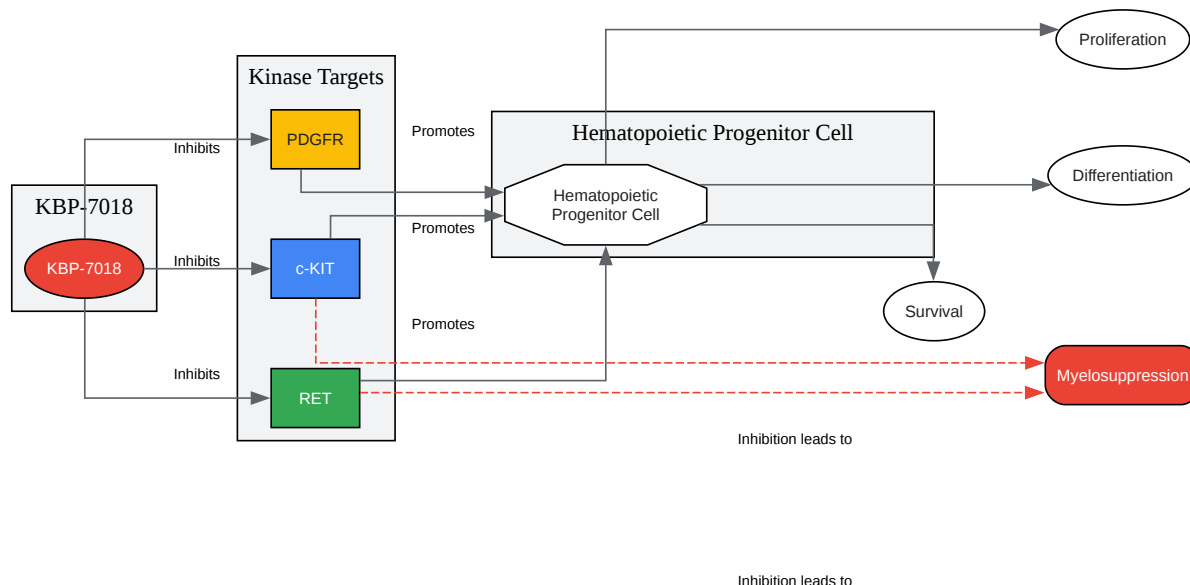 Proliferation
Kinase Targets
Promotes
Hematopoietic Progenitor Cell
PDGFR
Inhibits
Differentiation
Hematopoietic
Progenitor Cell
KBP-7018
Promotes
KBP-7018
Inhibits
c-KIT
Survival
Promotes
Inhibits
Myelosuppression
RET
Inhibition leads to
Inhibition leads to